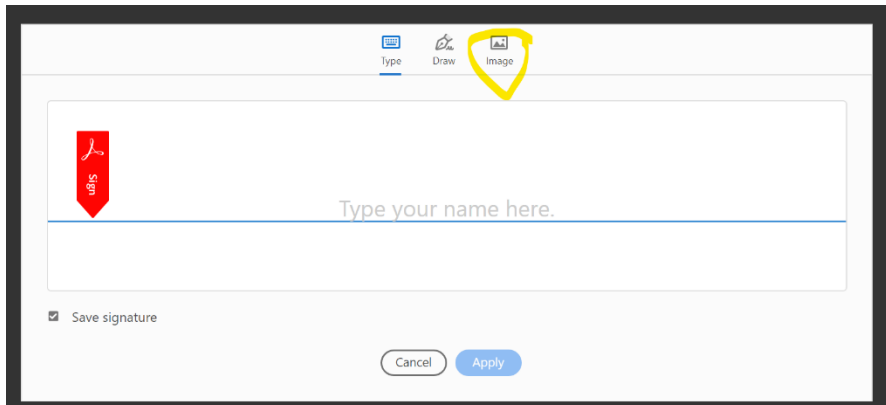 Type Draw Image
Sign
Type your name here.
Save signature
Cancel Apply